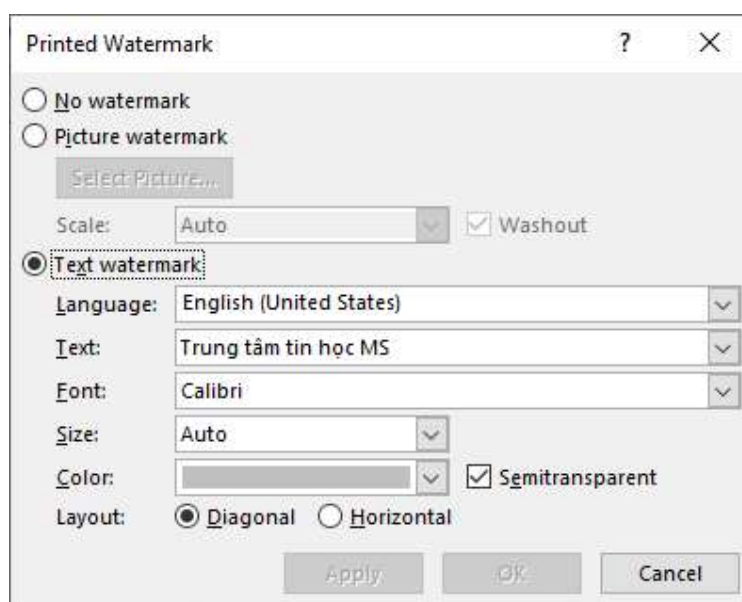 Printed Watermark ? X
No watermark
Picture watermark
Select Picture...
Scale: Auto Washout
Text watermark
Language: English (United States)
Text: Trung tâm tin học MS
Font: Calibri
Size: Auto
Color: Semitransparent
Layout: Diagonal Horizontal
Apply OK Cancel